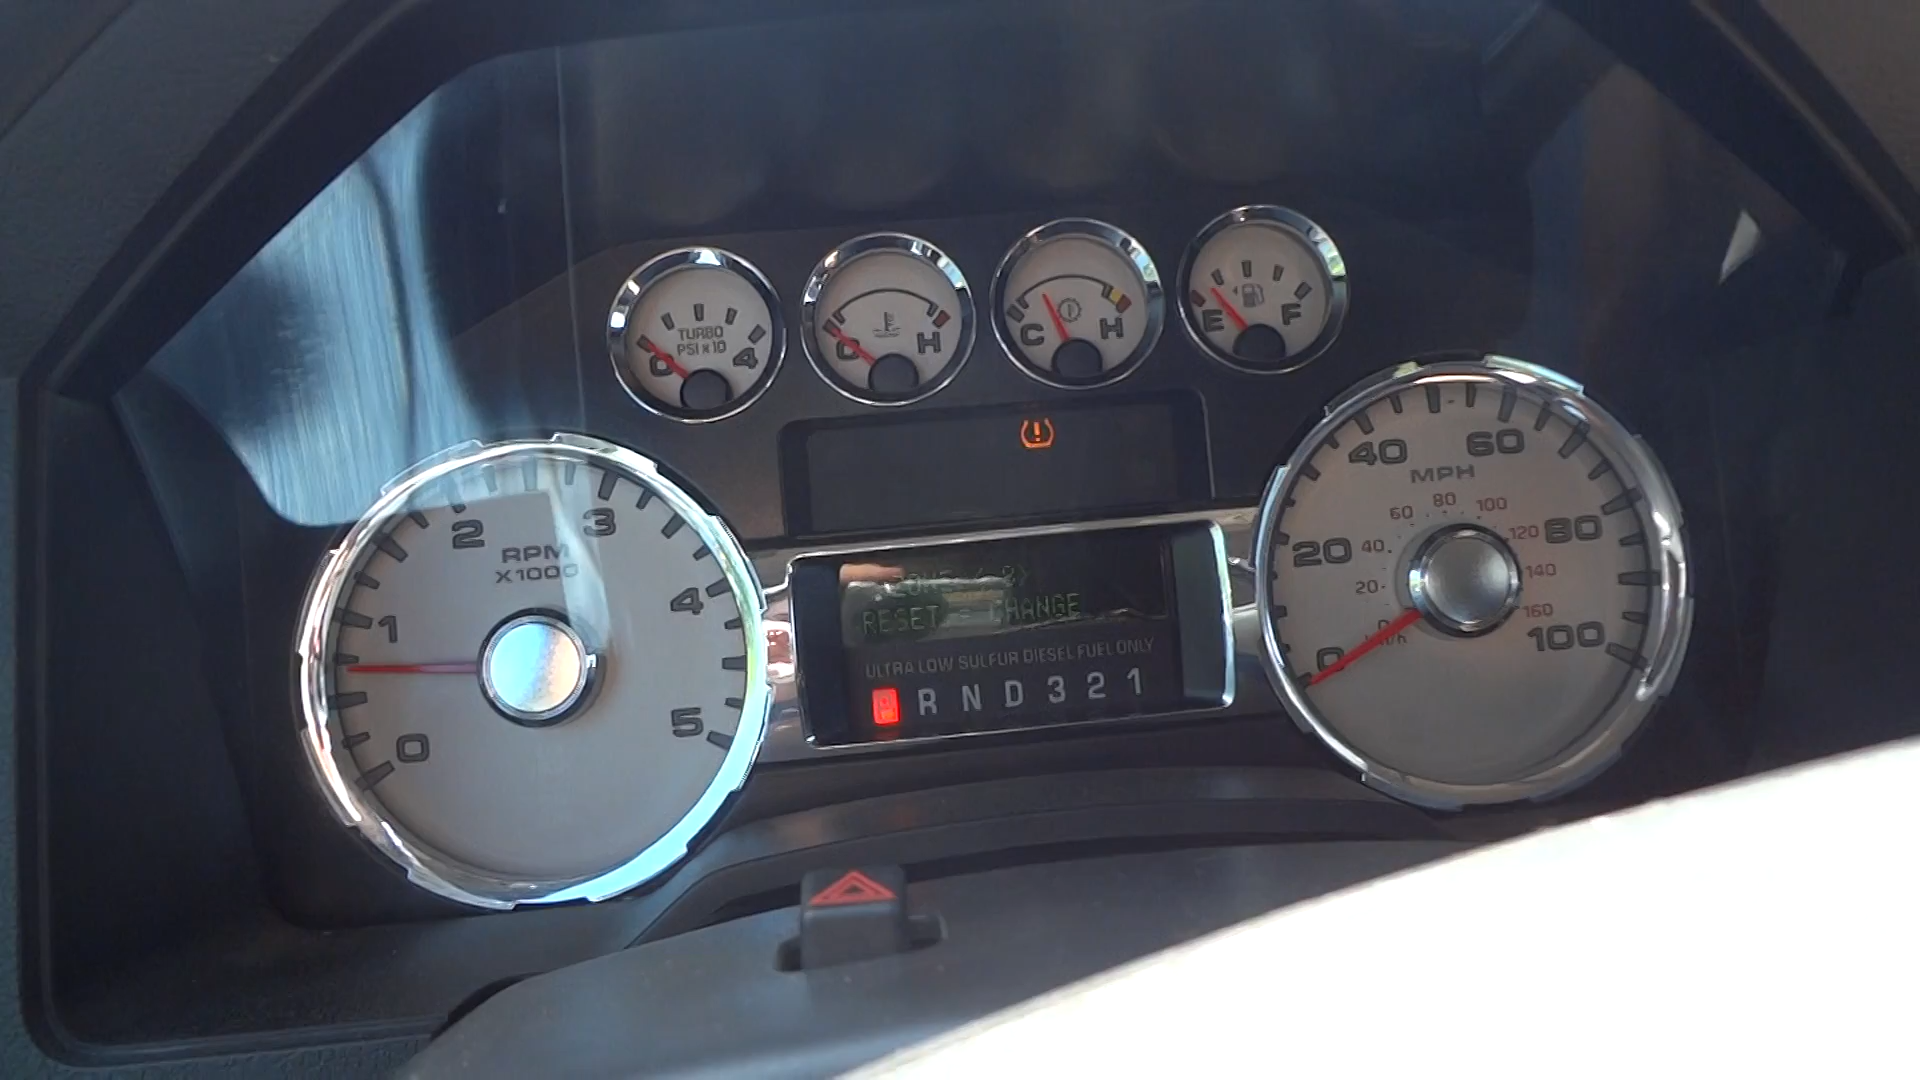 TURBO
PSI x 10
0 4
C H
C H
E F
0 1 2 3 4 5
RPM
X1000
RESET = CHANGE
ULTRA LOW SULFUR DIESEL FUEL ONLY
R N D 3 2 1
0 20 40 60 80 100
MPH
0 20 40 60 80 100 120 140 160